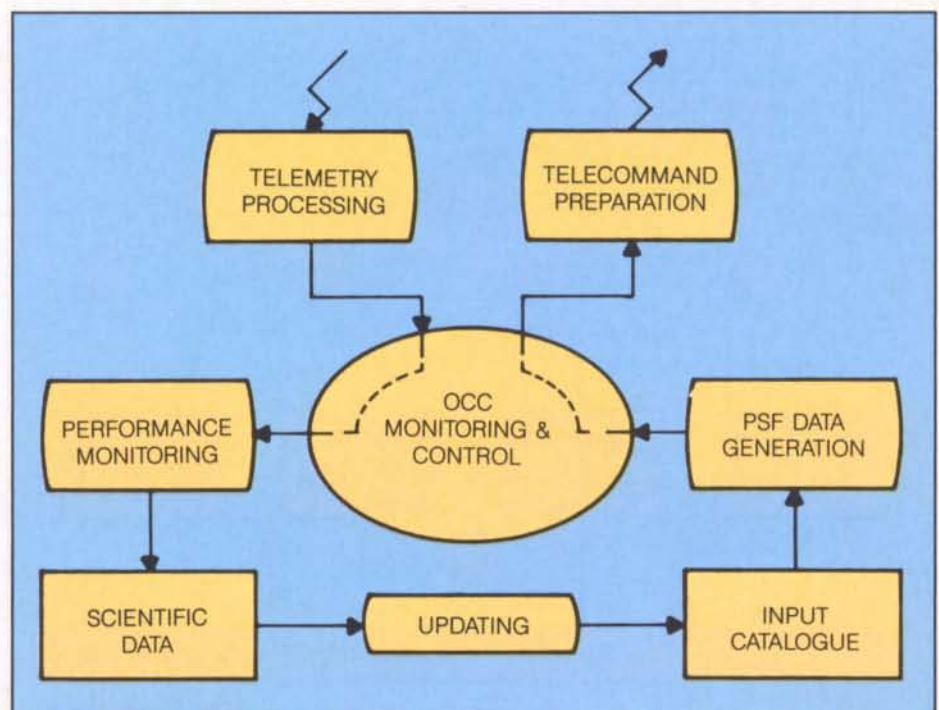 TELEMETRY
PROCESSING
TELECOMMAND
PREPARATION
OCC
MONITORING &
CONTROL
PERFORMANCE
MONITORING
PSF DATA
GENERATION
SCIENTIFIC
DATA
UPDATING
INPUT
CATALOGUE